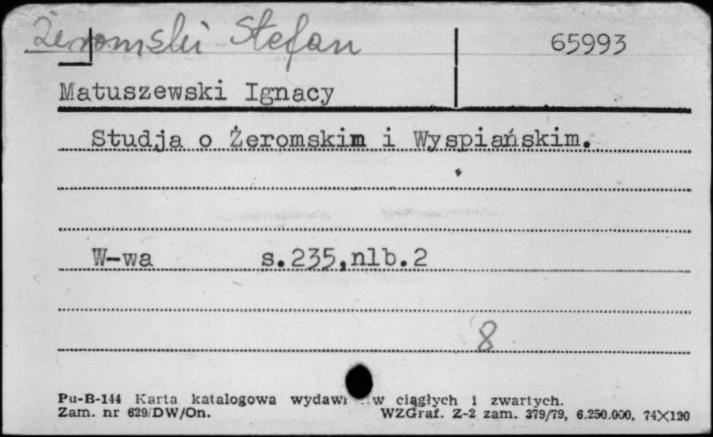 Żeromski Stefan 65993
Matuszewski Ignacy
Studja o Żeromskim i Wyspiańskim.
W-wa s.235,nlb.2
8
Pu-B-144 Karta katalogowa wydawn w ciągłych i zwartych.
Zam. nr 629/DW/On. WZGraf. Z-2 zam. 379/79, 6.250.000, 74X120